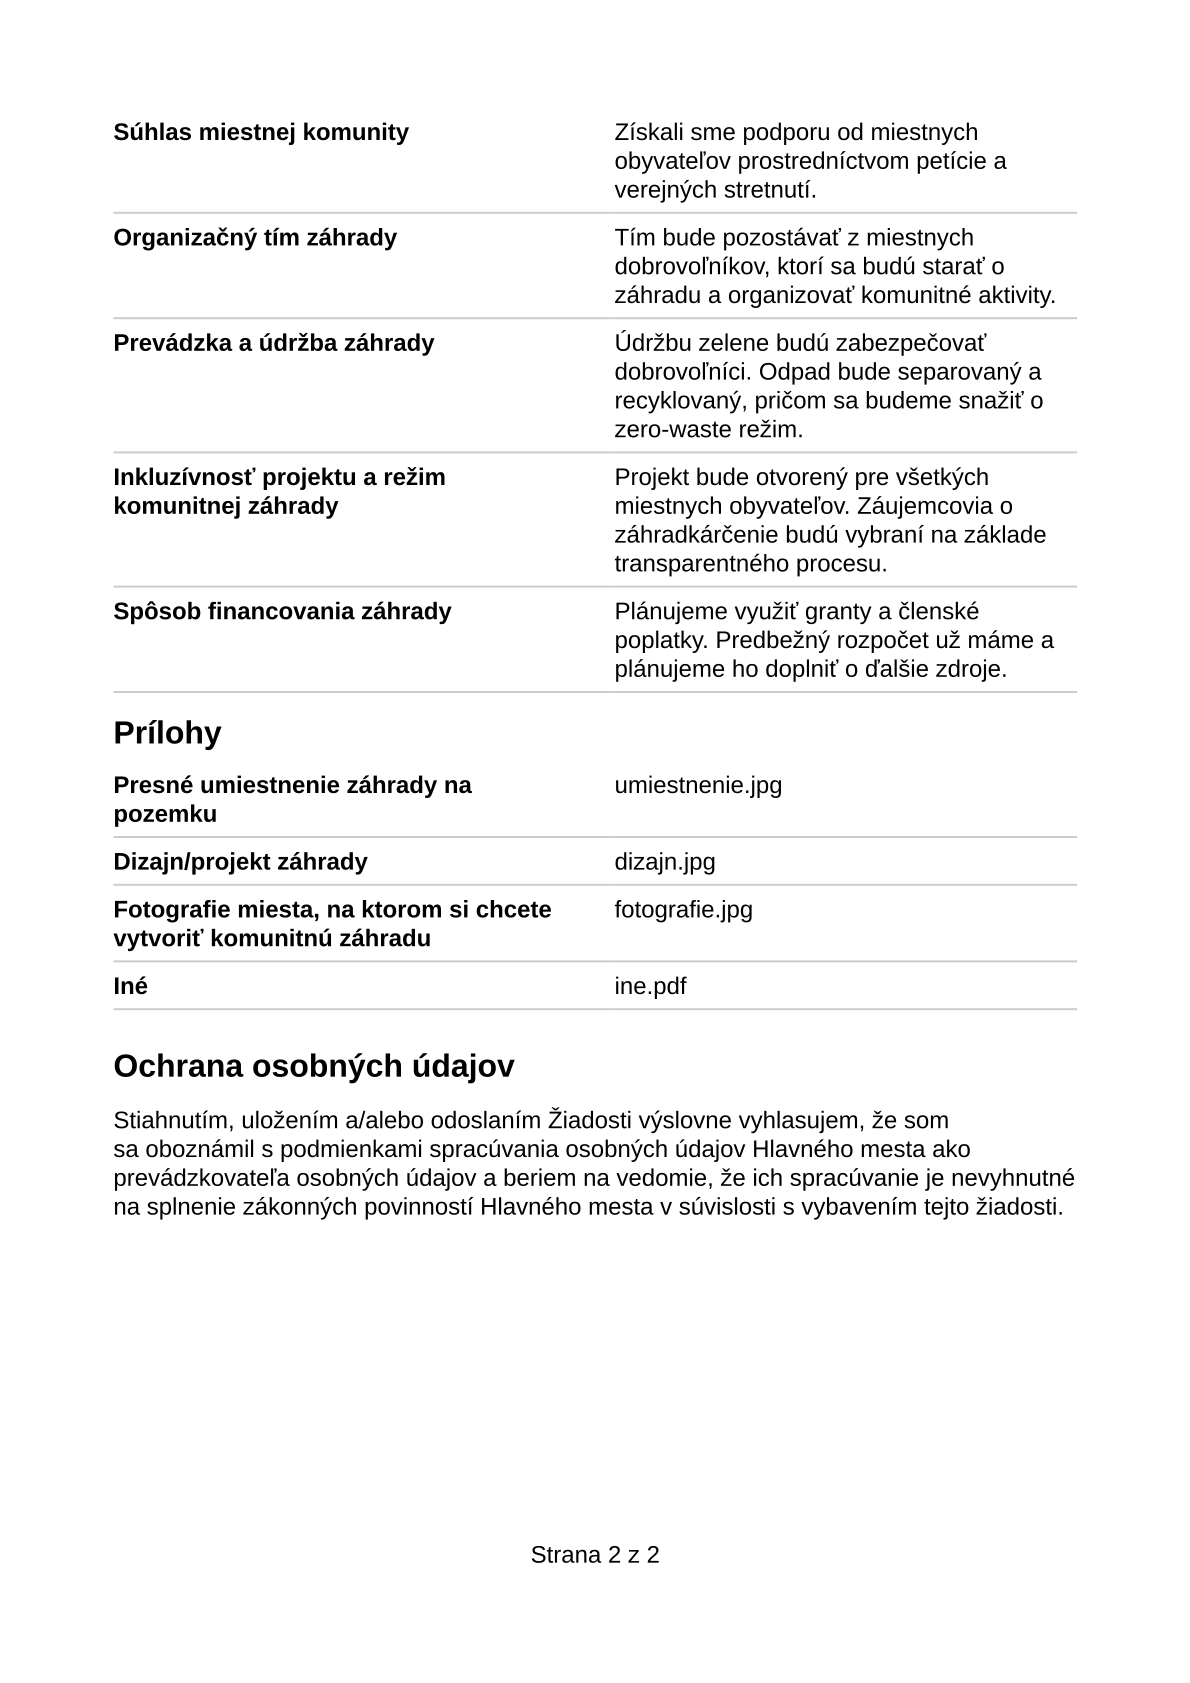 Súhlas miestnej komunity
Získali sme podporu od miestnych
obyvateľov prostredníctvom petície a
verejných stretnutí.
Organizačný tím záhrady
Tím bude pozostávať z miestnych
dobrovoľníkov, ktorí sa budú starať o
záhradu a organizovať komunitné aktivity.
Prevádzka a údržba záhrady
Údržbu zelene budú zabezpečovať
dobrovoľníci. Odpad bude separovaný a
recyklovaný, pričom sa budeme snažiť o
zero-waste režim.
Inkluzívnosť projektu a režim
komunitnej záhrady
Projekt bude otvorený pre všetkých
miestnych obyvateľov. Záujemcovia o
záhradkárčenie budú vybraní na základe
transparentného procesu.
Spôsob financovania záhrady
Plánujeme využiť granty a členské
poplatky. Predbežný rozpočet už máme a
plánujeme ho doplniť o ďalšie zdroje.
Prílohy
Presné umiestnenie záhrady na
pozemku
umiestnenie.jpg
Dizajn/projekt záhrady
dizajn.jpg
Fotografie miesta, na ktorom si chcete
vytvoriť komunitnú záhradu
fotografie.jpg
Iné
ine.pdf
Ochrana osobných údajov
Stiahnutím, uložením a/alebo odoslaním Žiadosti výslovne vyhlasujem, že som
sa oboznámil s podmienkami spracúvania osobných údajov Hlavného mesta ako
prevádzkovateľa osobných údajov a beriem na vedomie, že ich spracúvanie je nevyhnutné
na splnenie zákonných povinností Hlavného mesta v súvislosti s vybavením tejto žiadosti.
Strana 2 z 2